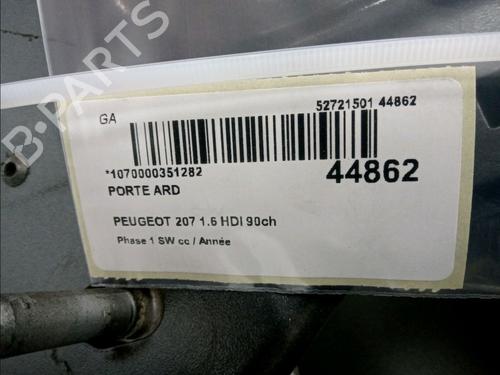 B-PARTS
GA
52721501 44862
*1070000351282
44862
PORTE ARD
PEUGEOT 207 1.6 HDI 90ch
Phase 1 SW cc / Année